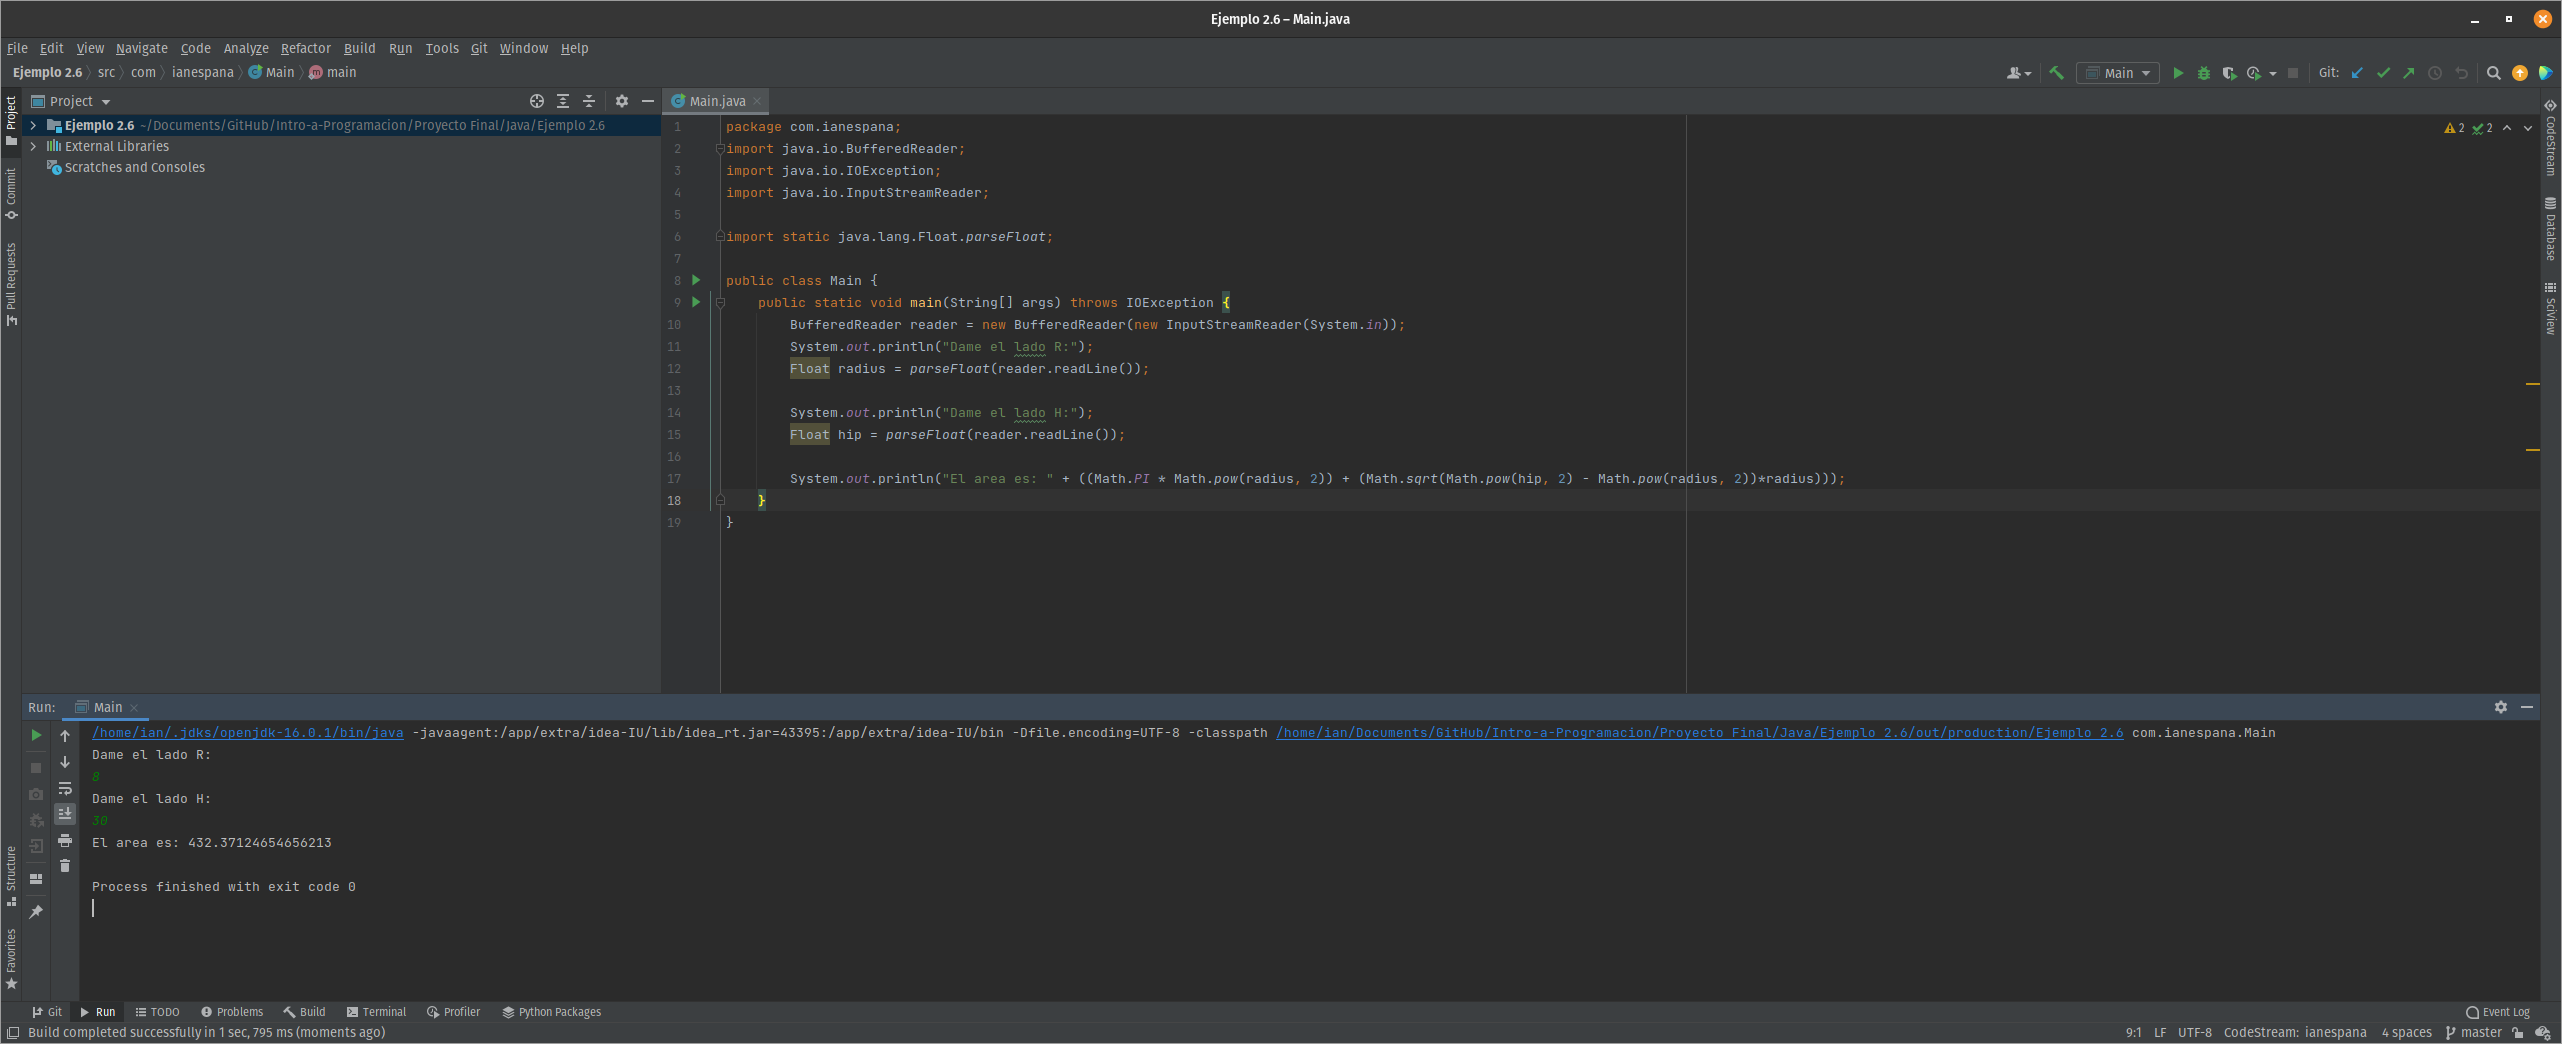 Ejemplo 2.6 – Main.java
File Edit View Navigate Code Analyze Refactor Build Run Tools Git Window Help
Ejemplo 2.6 src com ianespana Main main
Main Git:
Project
Main.java
Ejemplo 2.6 ~/Documents/GitHub/Intro-a-Programacion/Proyecto Final/Java/Ejemplo 2.6
External Libraries
Scratches and Consoles
Project
Commit
Pull Requests
Structure
Favorites
1 package com.ianespana;
2 import java.io.BufferedReader;
3 import java.io.IOException;
4 import java.io.InputStreamReader;
5
6 import static java.lang.Float.parseFloat;
7
8 public class Main {
9 public static void main(String[] args) throws IOException {
10 BufferedReader reader = new BufferedReader(new InputStreamReader(System.in));
11 System.out.println("Dame el lado R:");
12 Float radius = parseFloat(reader.readLine());
13
14 System.out.println("Dame el lado H:");
15 Float hip = parseFloat(reader.readLine());
16
17 System.out.println("El area es: " + ((Math.PI * Math.pow(radius, 2)) + (Math.sqrt(Math.pow(hip, 2) - Math.pow(radius, 2))*radius)));
18 }
19 }
2 2
CodeStream
Database
SciView
Run: Main
/home/ian/.jdks/openjdk-16.0.1/bin/java -javaagent:/app/extra/idea-IU/lib/idea_rt.jar=43395:/app/extra/idea-IU/bin -Dfile.encoding=UTF-8 -classpath /home/ian/Documents/GitHub/Intro-a-Programacion/Proyecto Final/Java/Ejemplo 2.6/out/production/Ejemplo 2.6 com.ianespana.Main
Dame el lado R:
8
Dame el lado H:
30
El area es: 432.37124654656213
Process finished with exit code 0
Git Run TODO Problems Build Terminal Profiler Python Packages Event Log
Build completed successfully in 1 sec, 795 ms (moments ago) 9:1 LF UTF-8 CodeStream: ianespana 4 spaces master